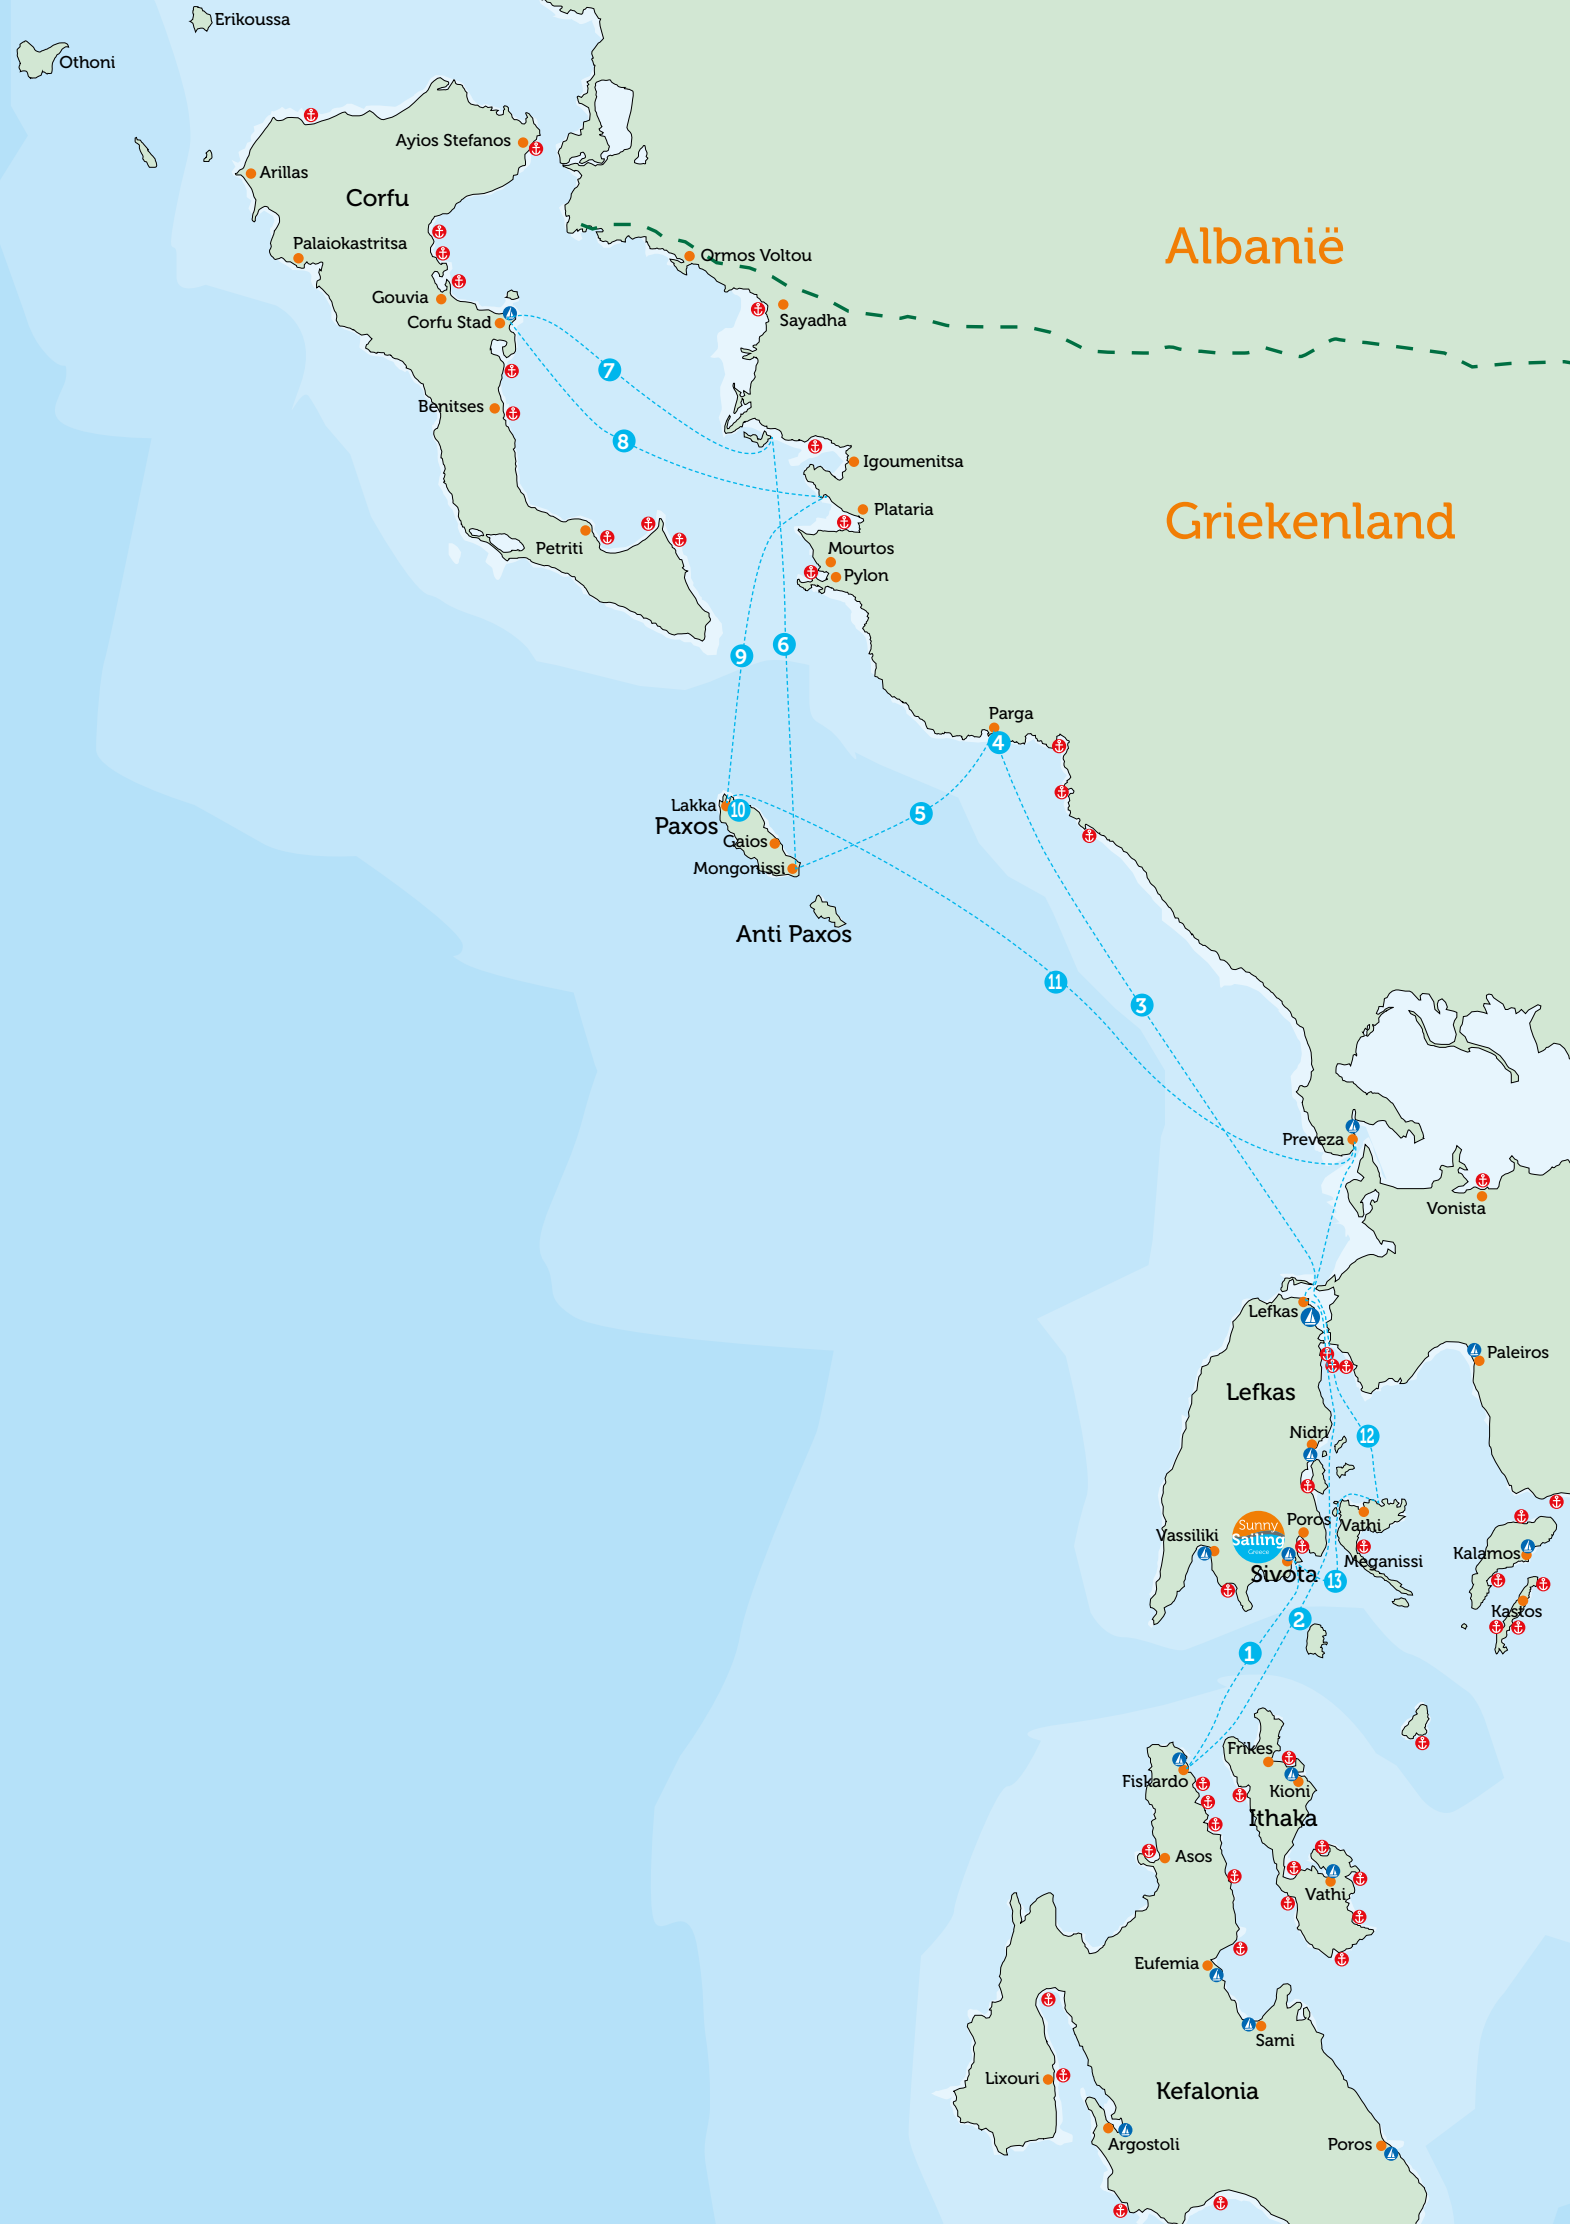 Erikoussa
Othoni
Ayios Stefanos
Arillas
Corfu
Palaiokastritsa
Albanië
Ormos Voltou
Gouvia
Sayadha
Corfu Stad
7
Benitses
8
Igoumenitsa
Plataria
Griekenland
Petriti
Mourtos
Pylon
6
9
Parga
4
Lakka
10
Paxos
5
Gaios
Mongonissi
Anti Paxos
11
3
Preveza
Vonista
Lefkas
Paleiros
Lefkas
Nidri
12
Poros
Vathi
Sunny
Sailing
Greece
Vassiliki
Kalamos
Meganissi
Sivota
13
Kastos
2
1
Frikes
Fiskardo
Kioni
Ithaka
Asos
Vathi
Eufemia
Sami
Lixouri
Kefalonia
Argostoli
Poros